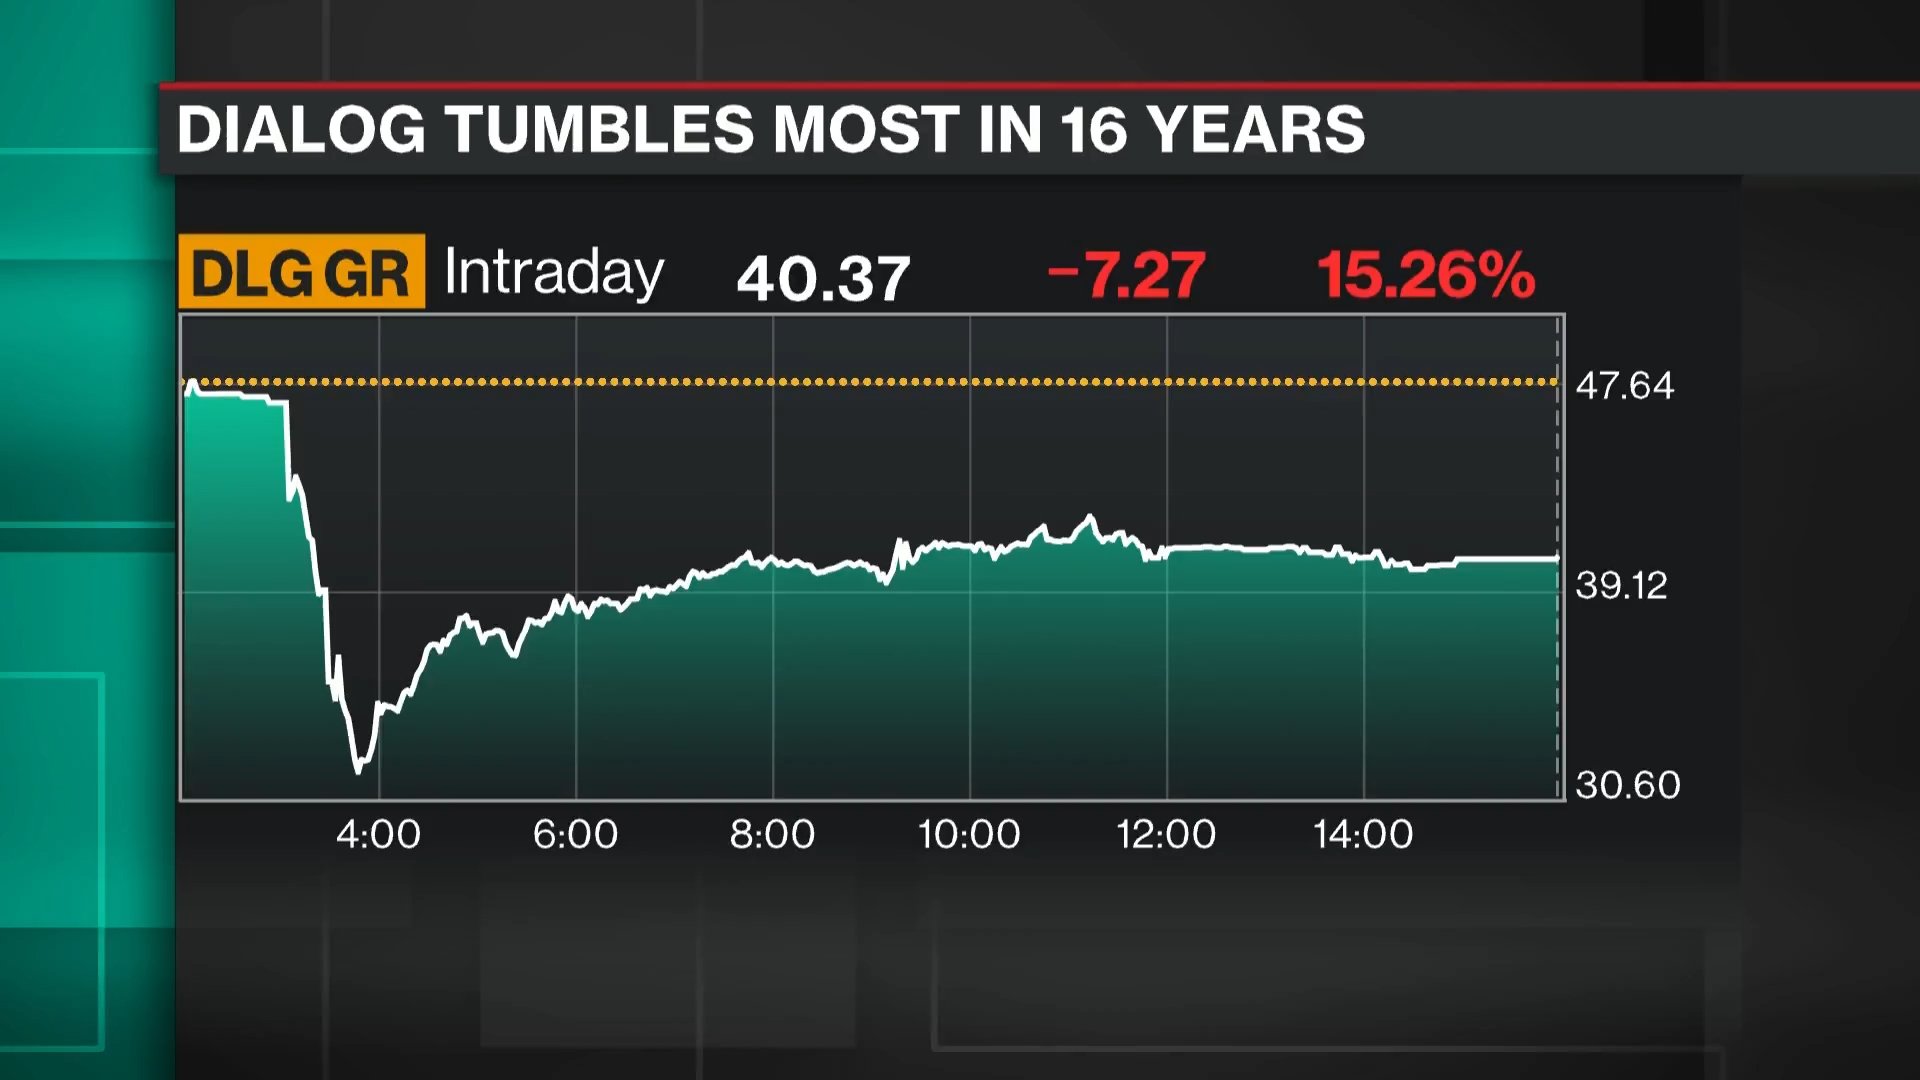 DIALOG TUMBLES MOST IN 16 YEARS
DLG GR Intraday 40.37 -7.27 15.26%
47.64
39.12
30.60
4:00 6:00 8:00 10:00 12:00 14:00